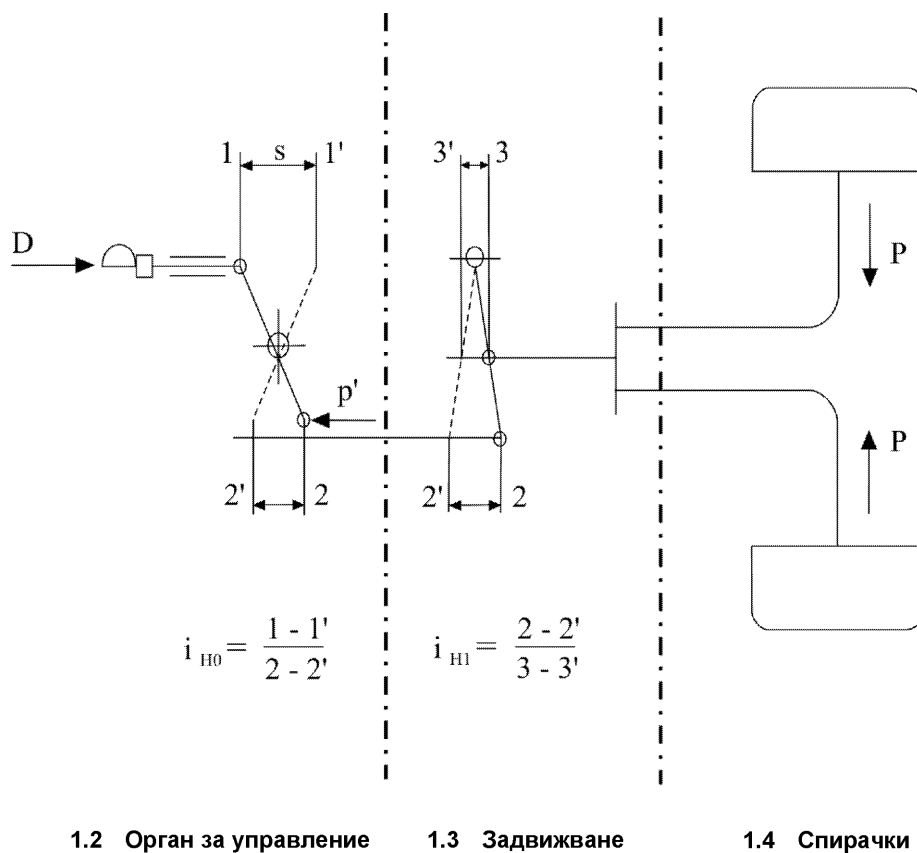 1 s 1' 3' 3
D P
p'
P
2' 2 2' 2
i H0 = 1 - 1' / 2 - 2' i H1 = 2 - 2' / 3 - 3'
1.2 Орган за управление 1.3 Задвижване 1.4 Спирачки